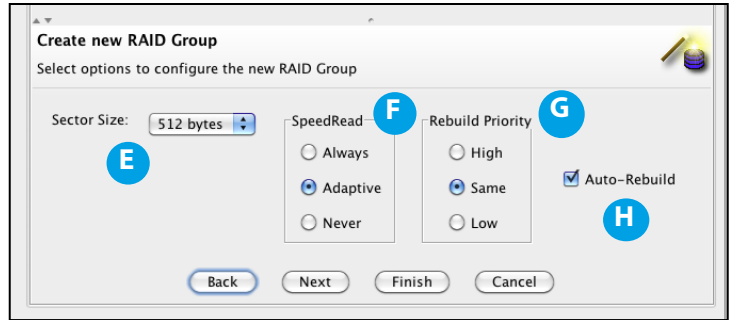 Create new RAID Group
Select options to configure the new RAID Group
Sector Size: 512 bytes
E
SpeedRead
F
Always
Adaptive
Never
Rebuild Priority
G
High
Same
Low
Auto-Rebuild
H
Back Next Finish Cancel